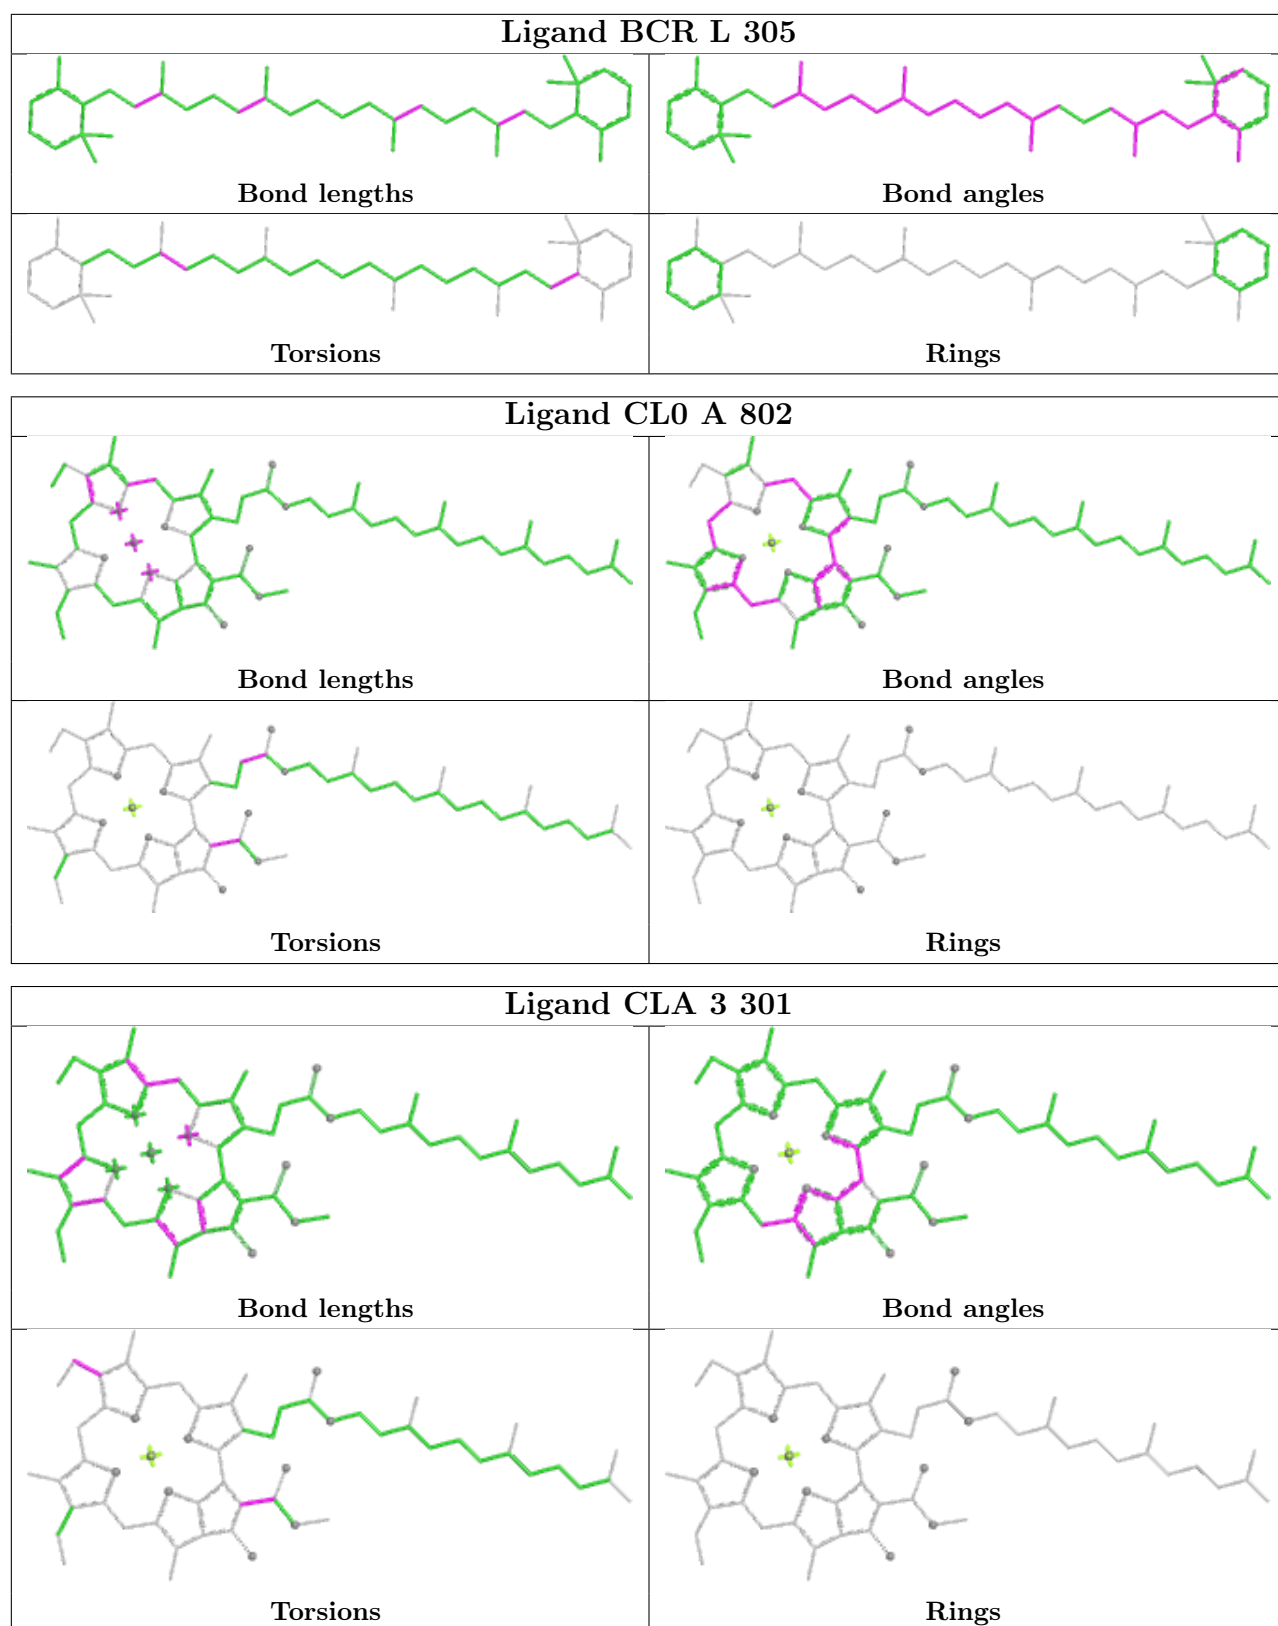 Ligand BCR L 305
Bond lengths
Bond angles
Torsions
Rings
Ligand CL0 A 802
Bond lengths
Bond angles
Torsions
Rings
Ligand CLA 3 301
Bond lengths
Bond angles
Torsions
Rings